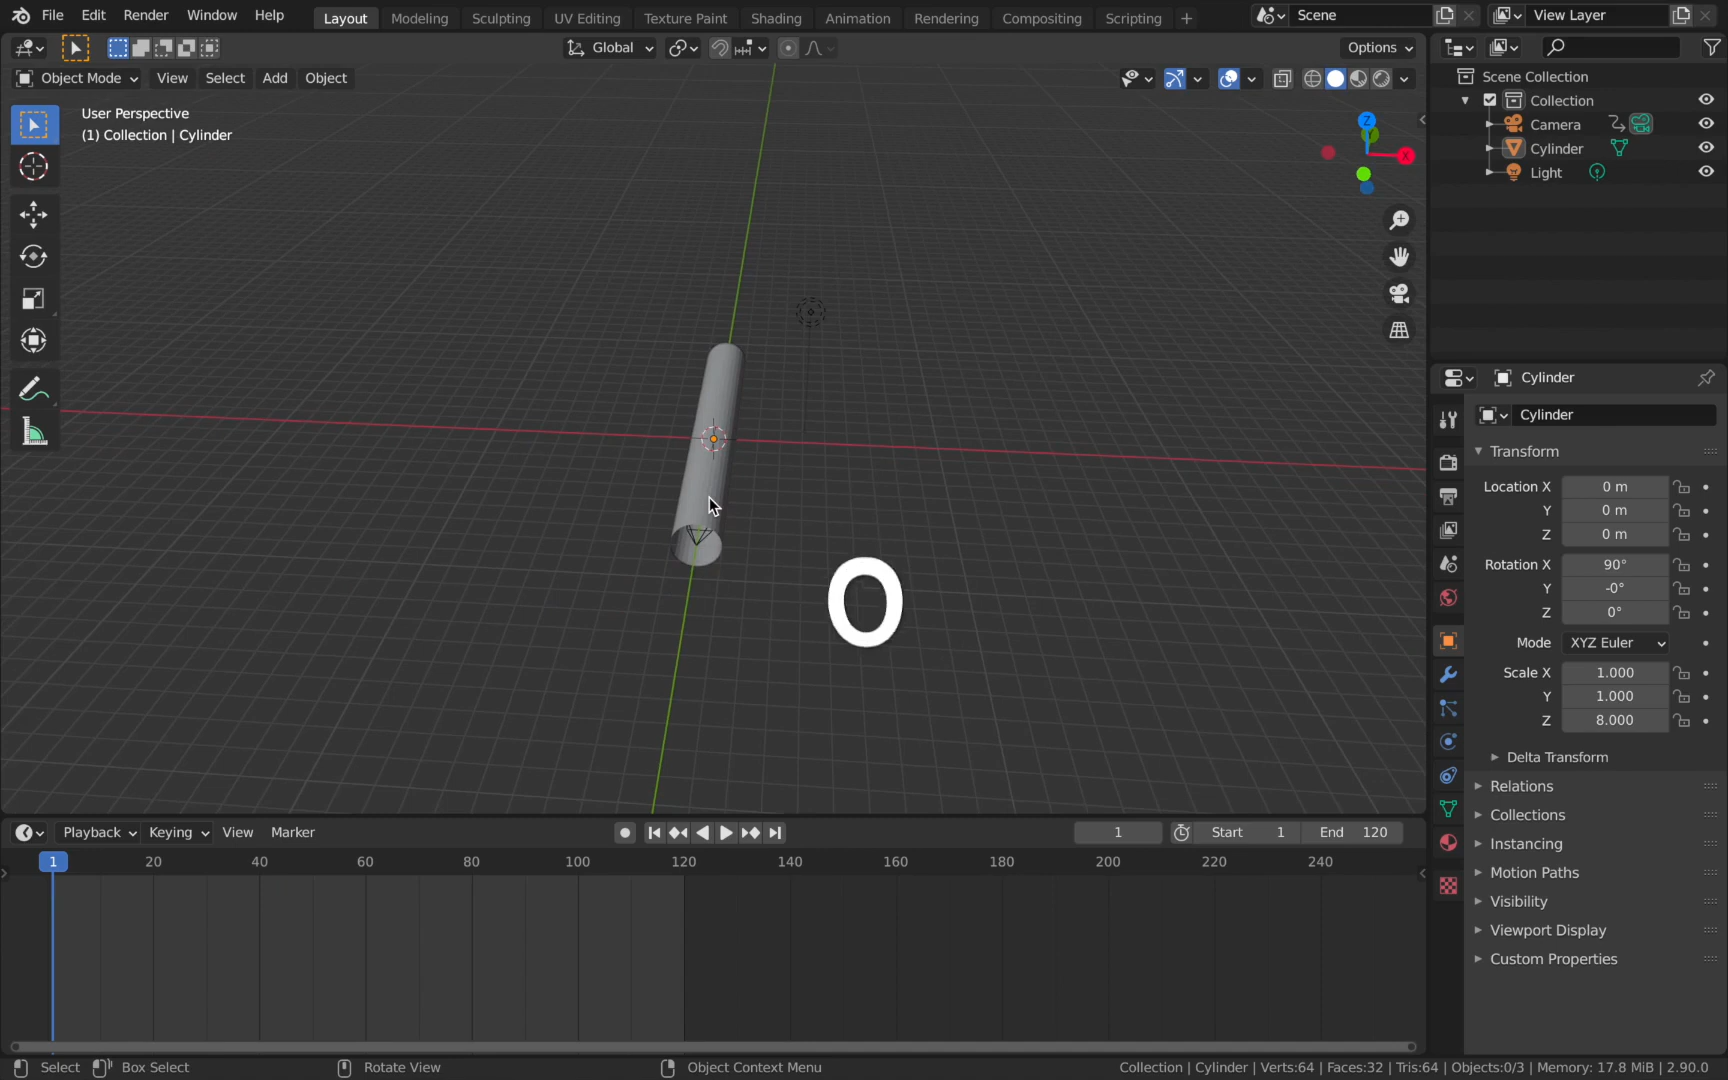 File Edit Render Window Help Layout Modeling Sculpting UV Editing Texture Paint Shading Animation Rendering Compositing Scripting + Scene View Layer
Global Options
Object Mode View Select Add Object
User Perspective
(1) Collection | Cylinder
Z
X
O
Scene Collection
Collection
Camera
Cylinder
Light
Cylinder
Cylinder
Transform
Location X 0 m
Y 0 m
Z 0 m
Rotation X 90°
Y -0°
Z 0°
Mode XYZ Euler
Scale X 1.000
Y 1.000
Z 8.000
Delta Transform
Relations
Collections
Instancing
Motion Paths
Visibility
Viewport Display
Custom Properties
Playback Keying View Marker 1 Start 1 End 120
1 20 40 60 80 100 120 140 160 180 200 220 240
Select Box Select Rotate View Object Context Menu Collection | Cylinder | Verts:64 | Faces:32 | Tris:64 | Objects:0/3 | Memory: 17.8 MiB | 2.90.0